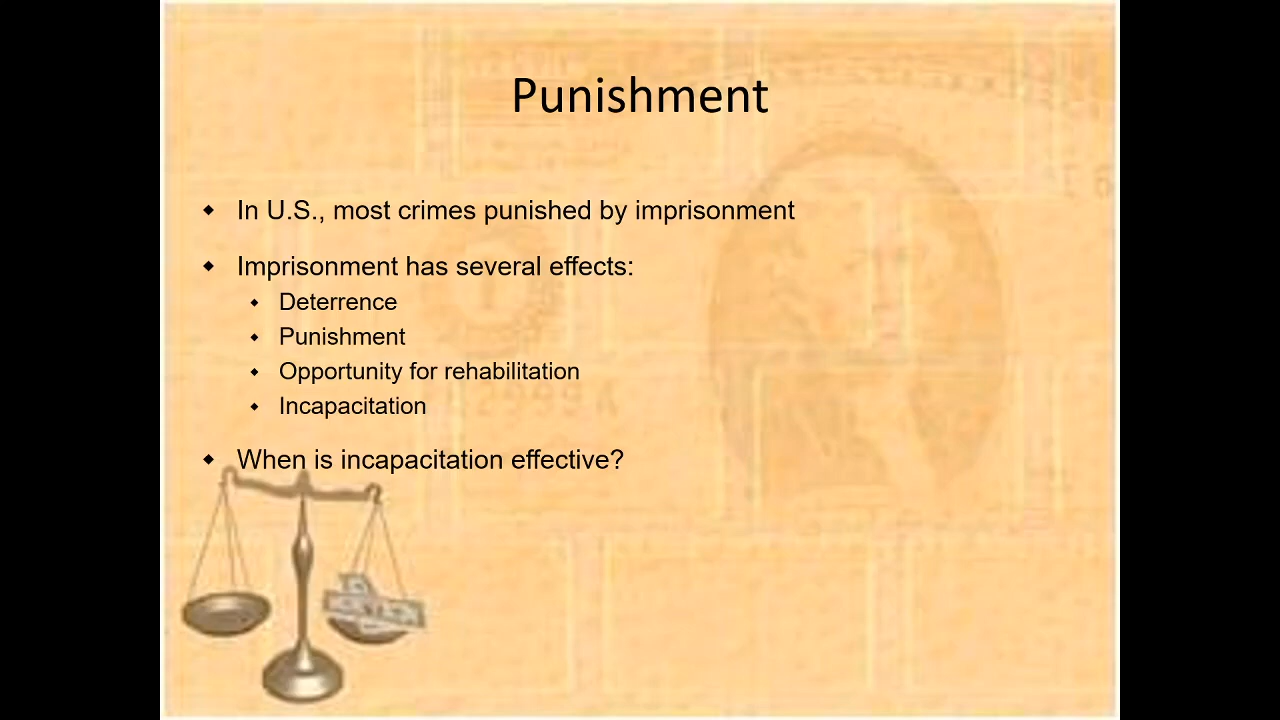 Punishment
In U.S., most crimes punished by imprisonment
Imprisonment has several effects:
Deterrence
Punishment
Opportunity for rehabilitation
Incapacitation
When is incapacitation effective?